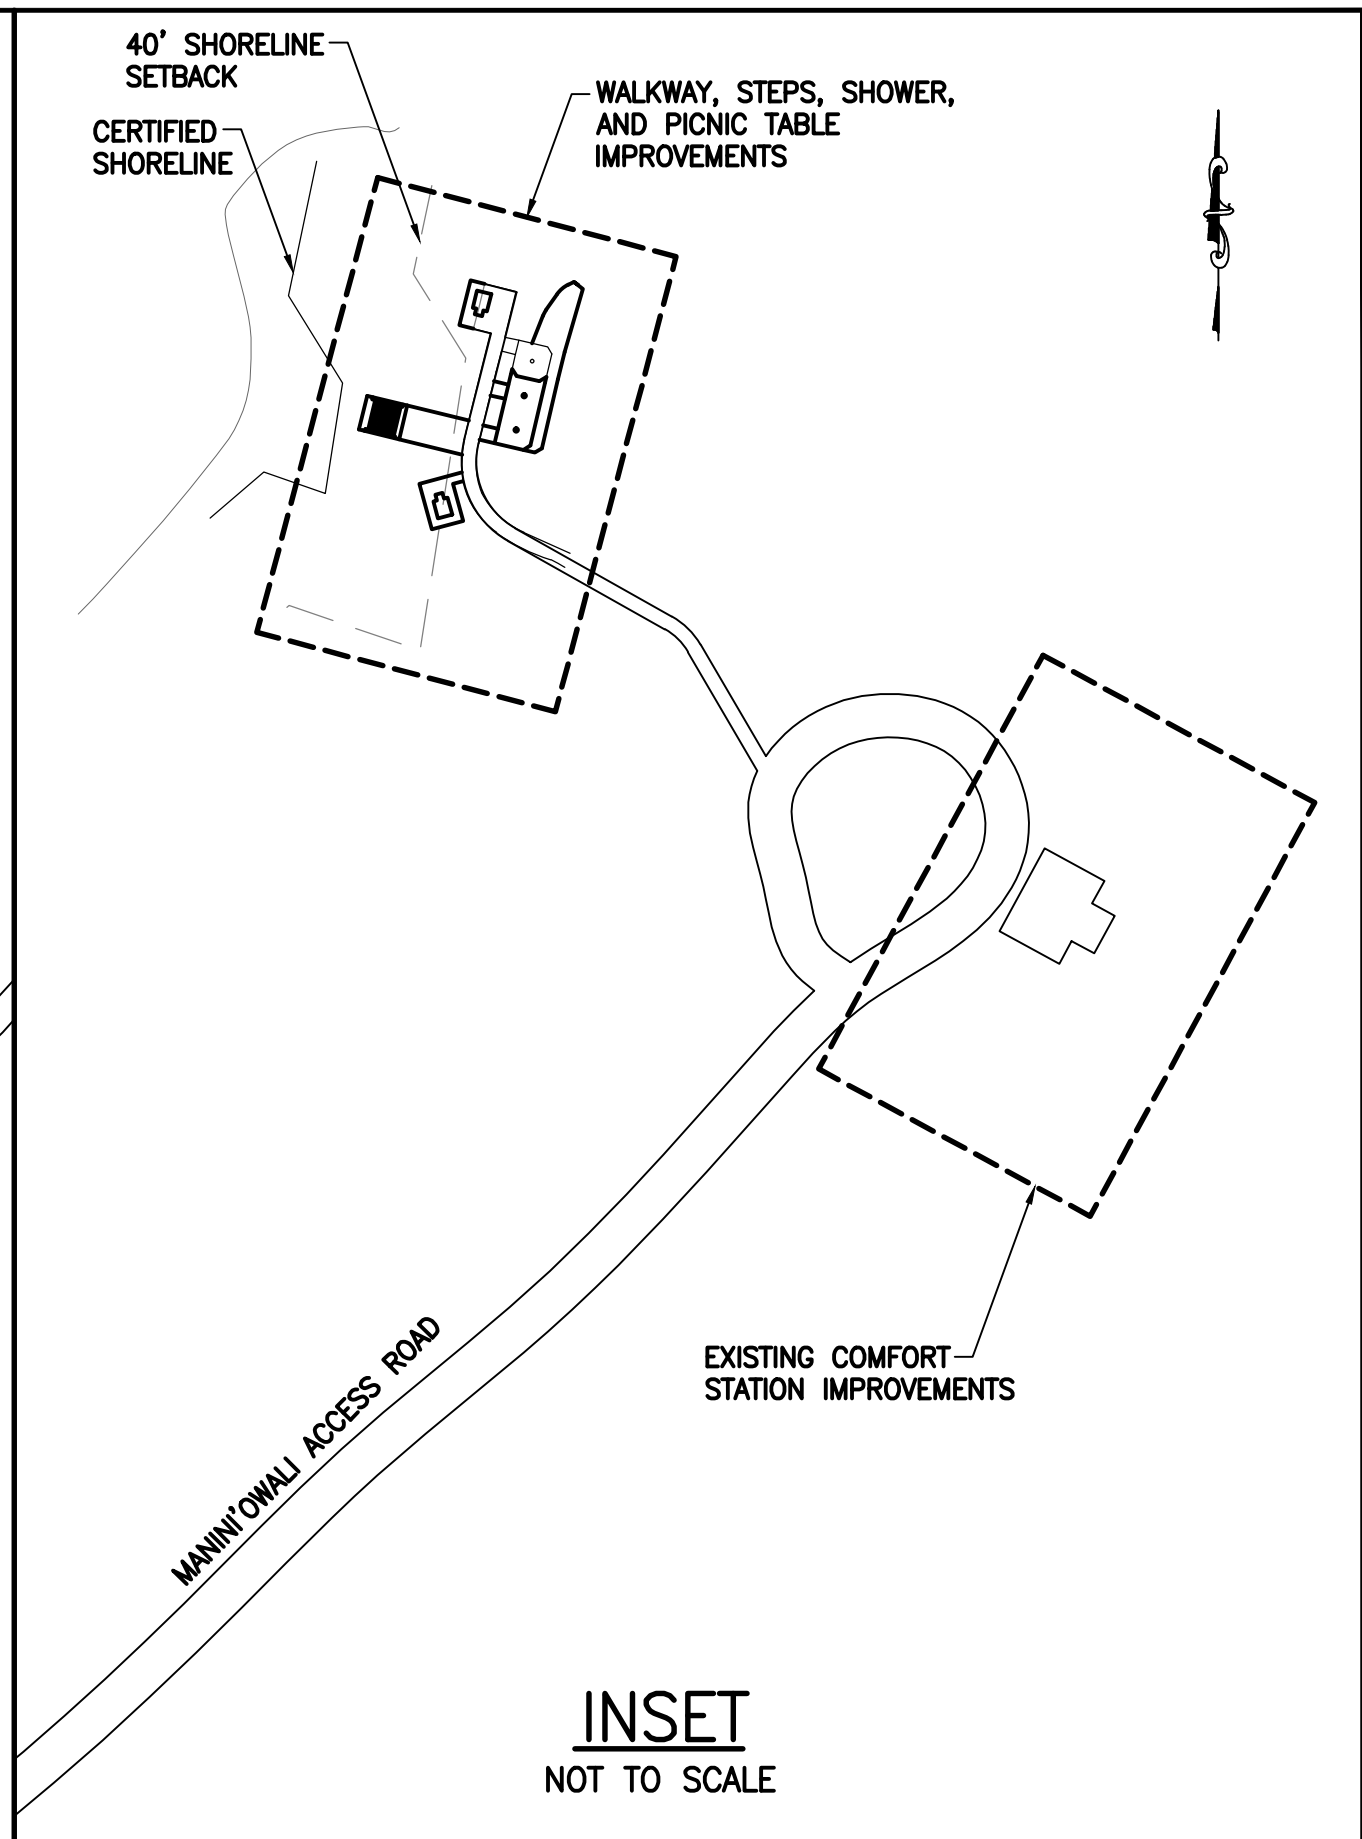 40' SHORELINE
SETBACK
CERTIFIED
SHORELINE
WALKWAY, STEPS, SHOWER,
AND PICNIC TABLE
IMPROVEMENTS
EXISTING COMFORT
STATION IMPROVEMENTS
MANINI'OWALI ACCESS ROAD
INSET
NOT TO SCALE